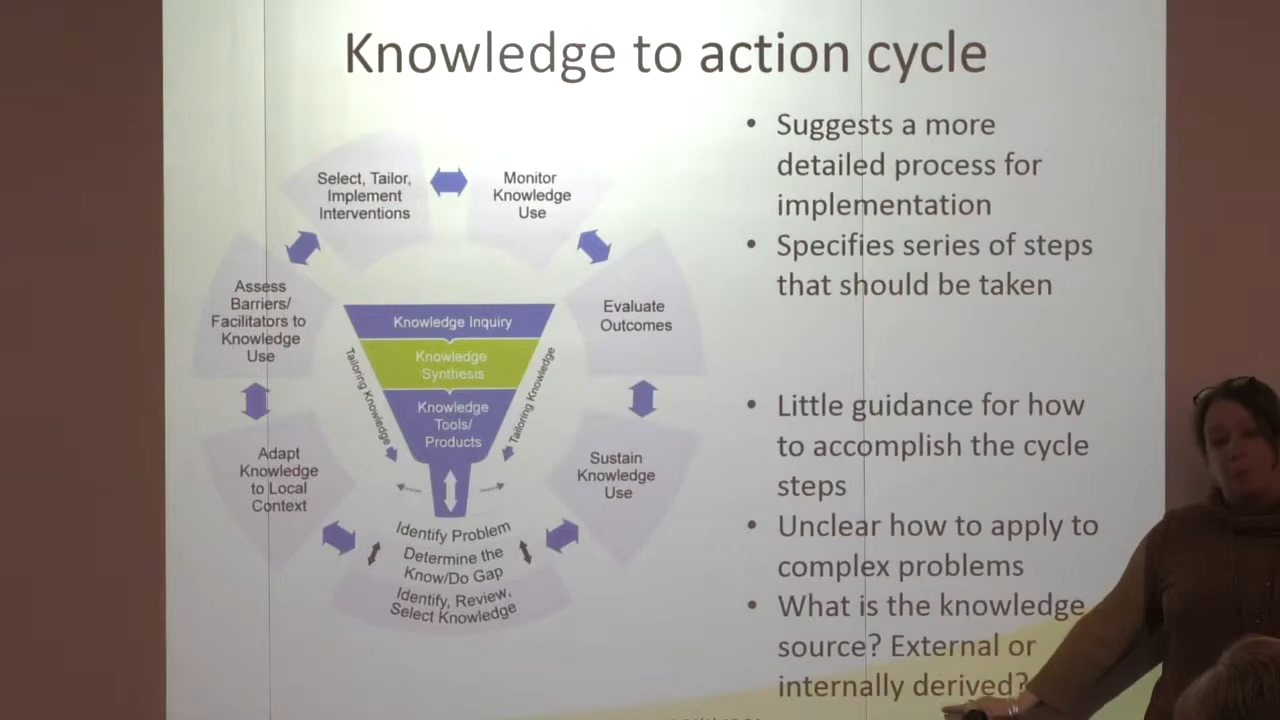 Knowledge to action cycle
Select, Tailor,
Implement
Interventions
Monitor
Knowledge
Use
Assess
Barriers/
Facilitators to
Knowledge
Use
Evaluate
Outcomes
Adapt
Knowledge
to Local
Context
Sustain
Knowledge
Use
Knowledge Inquiry
Knowledge
Synthesis
Knowledge
Tools/
Products
Tailoring Knowledge
Tailoring Knowledge
Identify Problem
Determine the
Know/Do Gap
Identify, Review,
Select Knowledge
• Suggests a more
detailed process for
implementation
• Specifies series of steps
that should be taken
• Little guidance for how
to accomplish the cycle
steps
• Unclear how to apply to
complex problems
• What is the knowledge
source? External or
internally derived?